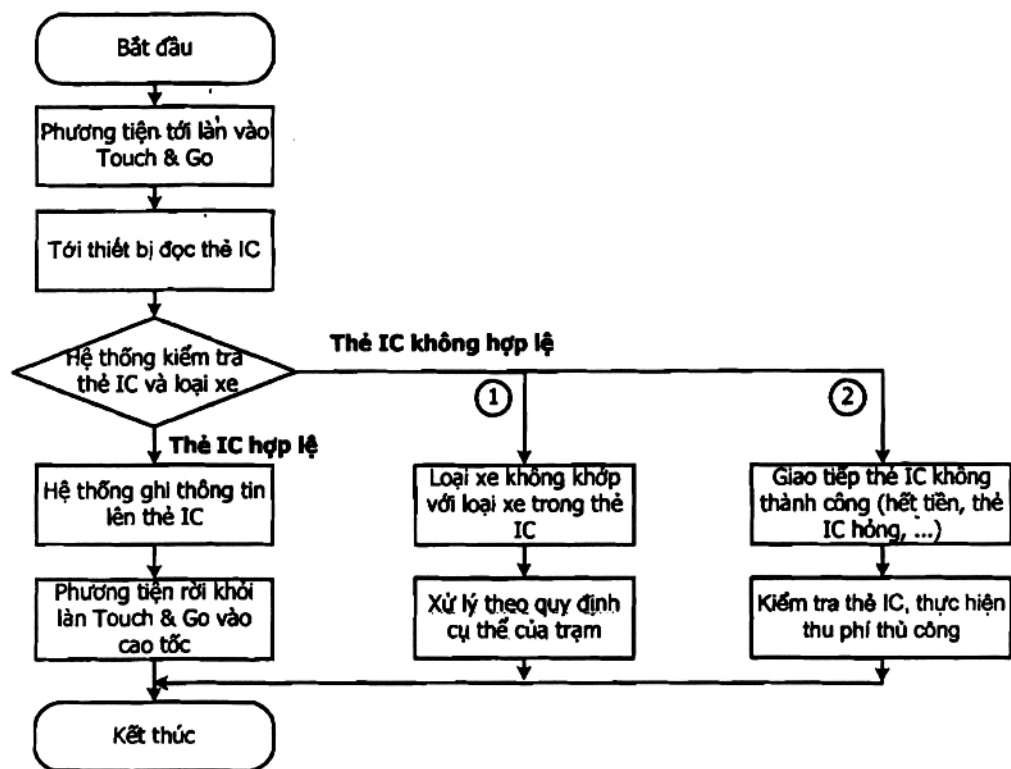 Bắt đầu
Phương tiện tới làn vào
Touch & Go
Tới thiết bị đọc thẻ IC
Hệ thống kiểm tra
thẻ IC và loại xe
Thẻ IC không hợp lệ
1
2
Thẻ IC hợp lệ
Hệ thống ghi thông tin
lên thẻ IC
Loại xe không khớp
với loại xe trong thẻ
IC
Giao tiếp thẻ IC không
thành công (hết tiền, thẻ
IC hỏng, ...)
Phương tiện rời khỏi
làn Touch & Go vào
cao tốc
Xử lý theo quy định
cụ thể của trạm
Kiểm tra thẻ IC, thực hiện
thu phí thủ công
Kết thúc